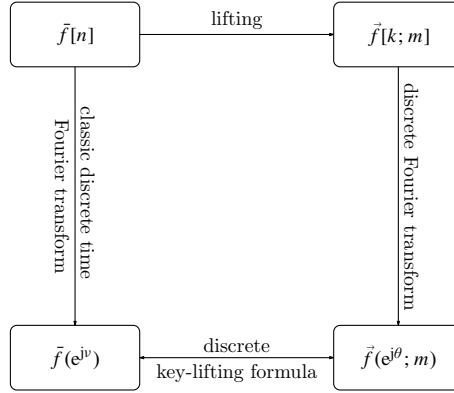 f̄[n]
lifting
f⃗[k; m]
classic discrete time
Fourier transform
discrete Fourier
transform
f̄(e^{jν})
discrete
key-lifting formula
f⃗(e^{jθ}; m)